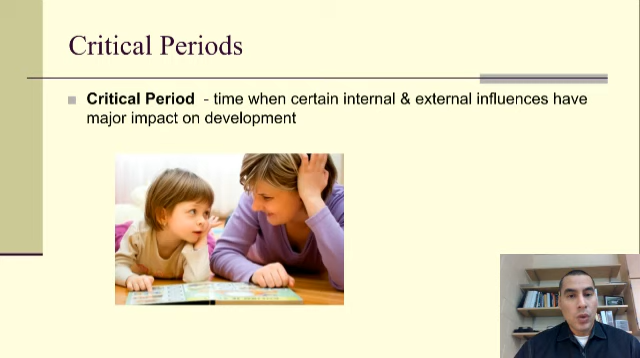 Critical Periods
Critical Period - time when certain internal & external influences have
major impact on development